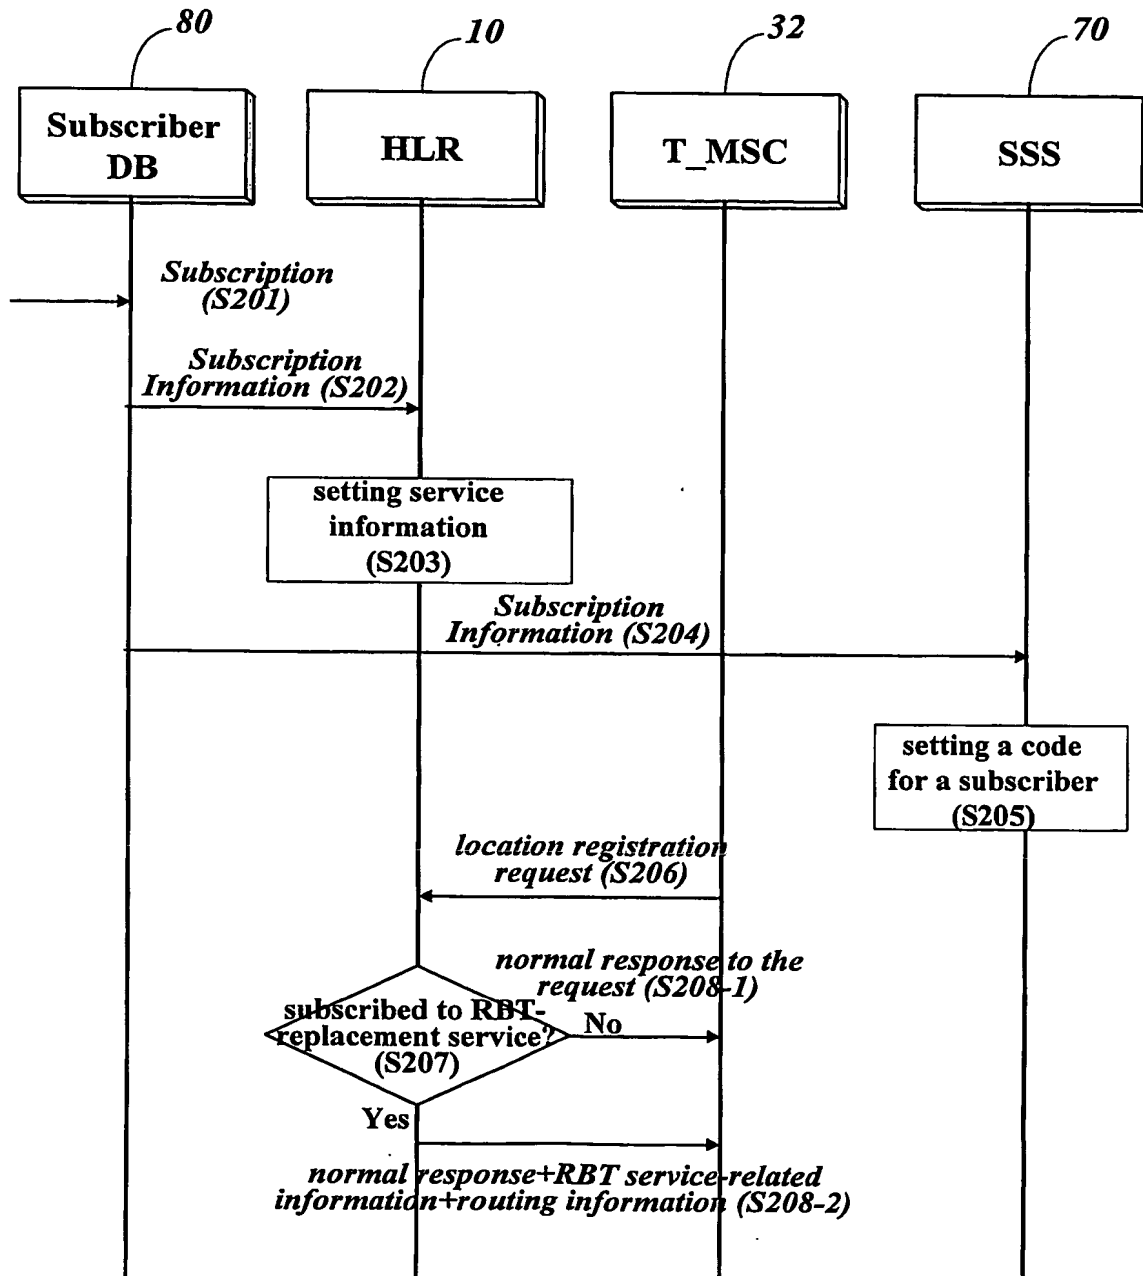 80
10
32
70
Subscriber
DB
HLR
T_MSC
SSS
Subscription
(S201)
Subscription
Information (S202)
setting service
information
(S203)
Subscription
Information (S204)
setting a code
for a subscriber
(S205)
location registration
request (S206)
normal response to the
request (S208-1)
subscribed to RBT-
replacement service?
(S207)
No
Yes
normal response+RBT service-related
information+routing information (S208-2)